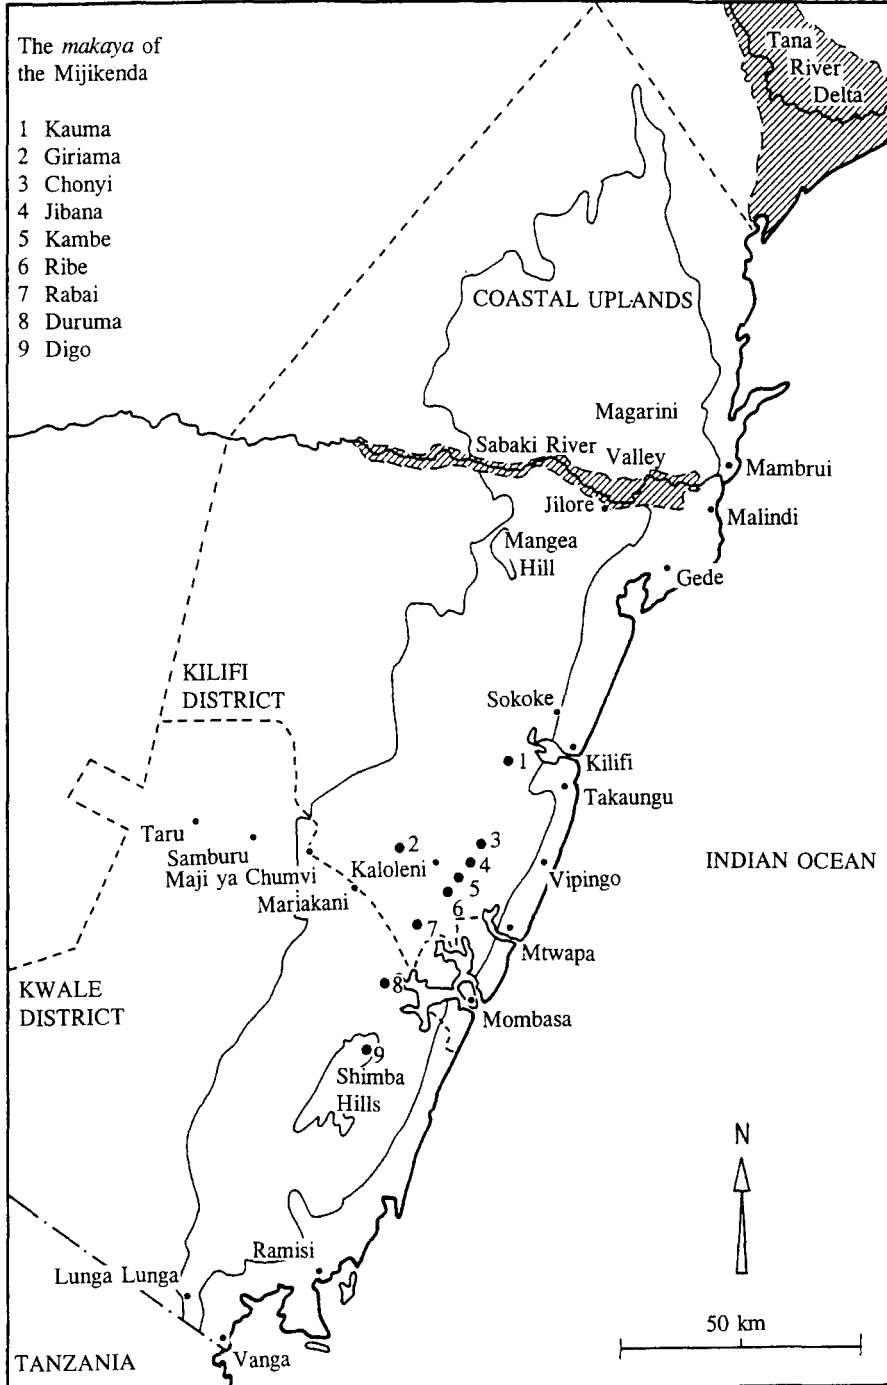 The makaya of
the Mijikenda
1 Kauma
2 Giriama
3 Chonyi
4 Jibana
5 Kambe
6 Ribe
7 Rabai
8 Duruma
9 Digo
Tana
River
Delta
COASTAL UPLANDS
Magarini
Sabaki River
Valley
Mambrui
Jilore
Malindi
Mangea
Hill
Gede
KILIFI
DISTRICT
Sokoke
1
Kilifi
Takaungu
Taru
Samburu
Maji ya Chumvi
Mariakani
2
Kaloleni
3
4
5
6
7
Vipingo
INDIAN OCEAN
Mtwapa
8
KWALE
DISTRICT
Mombasa
9
Shimba
Hills
N
Ramisi
Lunga Lunga
50 km
Vanga
TANZANIA